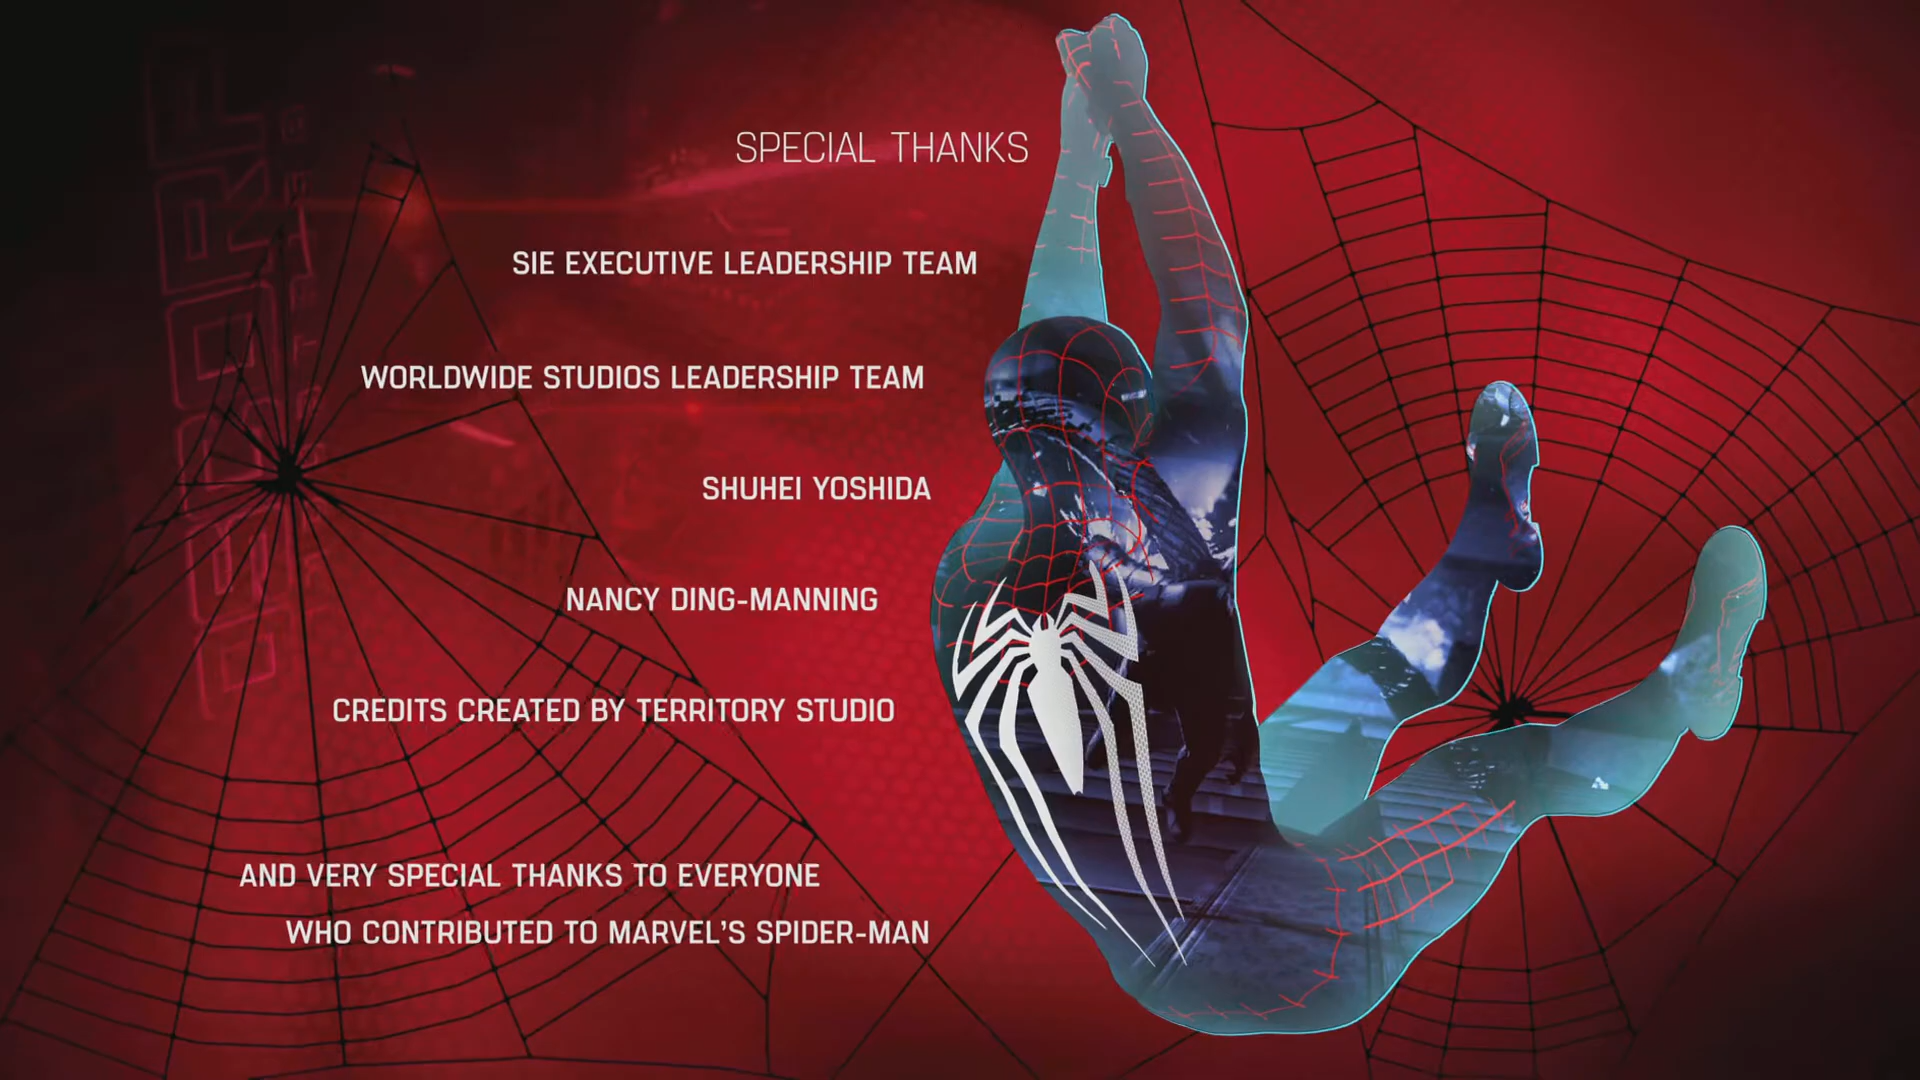 SPECIAL THANKS
SIE EXECUTIVE LEADERSHIP TEAM
WORLDWIDE STUDIOS LEADERSHIP TEAM
SHUHEI YOSHIDA
NANCY DING-MANNING
CREDITS CREATED BY TERRITORY STUDIO
AND VERY SPECIAL THANKS TO EVERYONE
WHO CONTRIBUTED TO MARVEL'S SPIDER-MAN